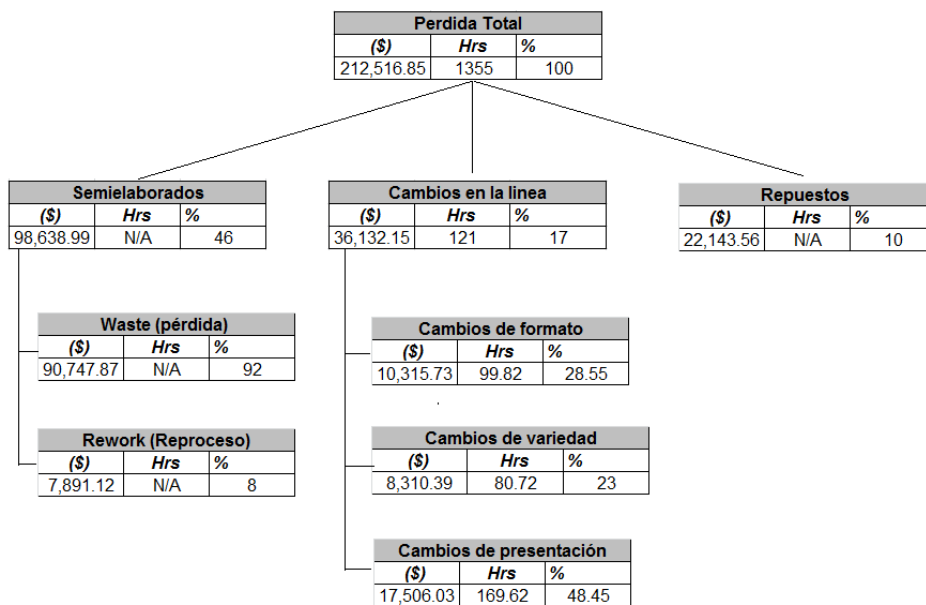 Perdida Total
($) Hrs %
212,516.85 1355 100
Semielaborados
($) Hrs %
98,638.99 N/A 46
Waste (pérdida)
($) Hrs %
90,747.87 N/A 92
Rework (Reproceso)
($) Hrs %
7,891.12 N/A 8
Cambios en la linea
($) Hrs %
36,132.15 121 17
Cambios de formato
($) Hrs %
10,315.73 99.82 28.55
Cambios de variedad
($) Hrs %
8,310.39 80.72 23
Cambios de presentación
($) Hrs %
17,506.03 169.62 48.45
Repuestos
($) Hrs %
22,143.56 N/A 10